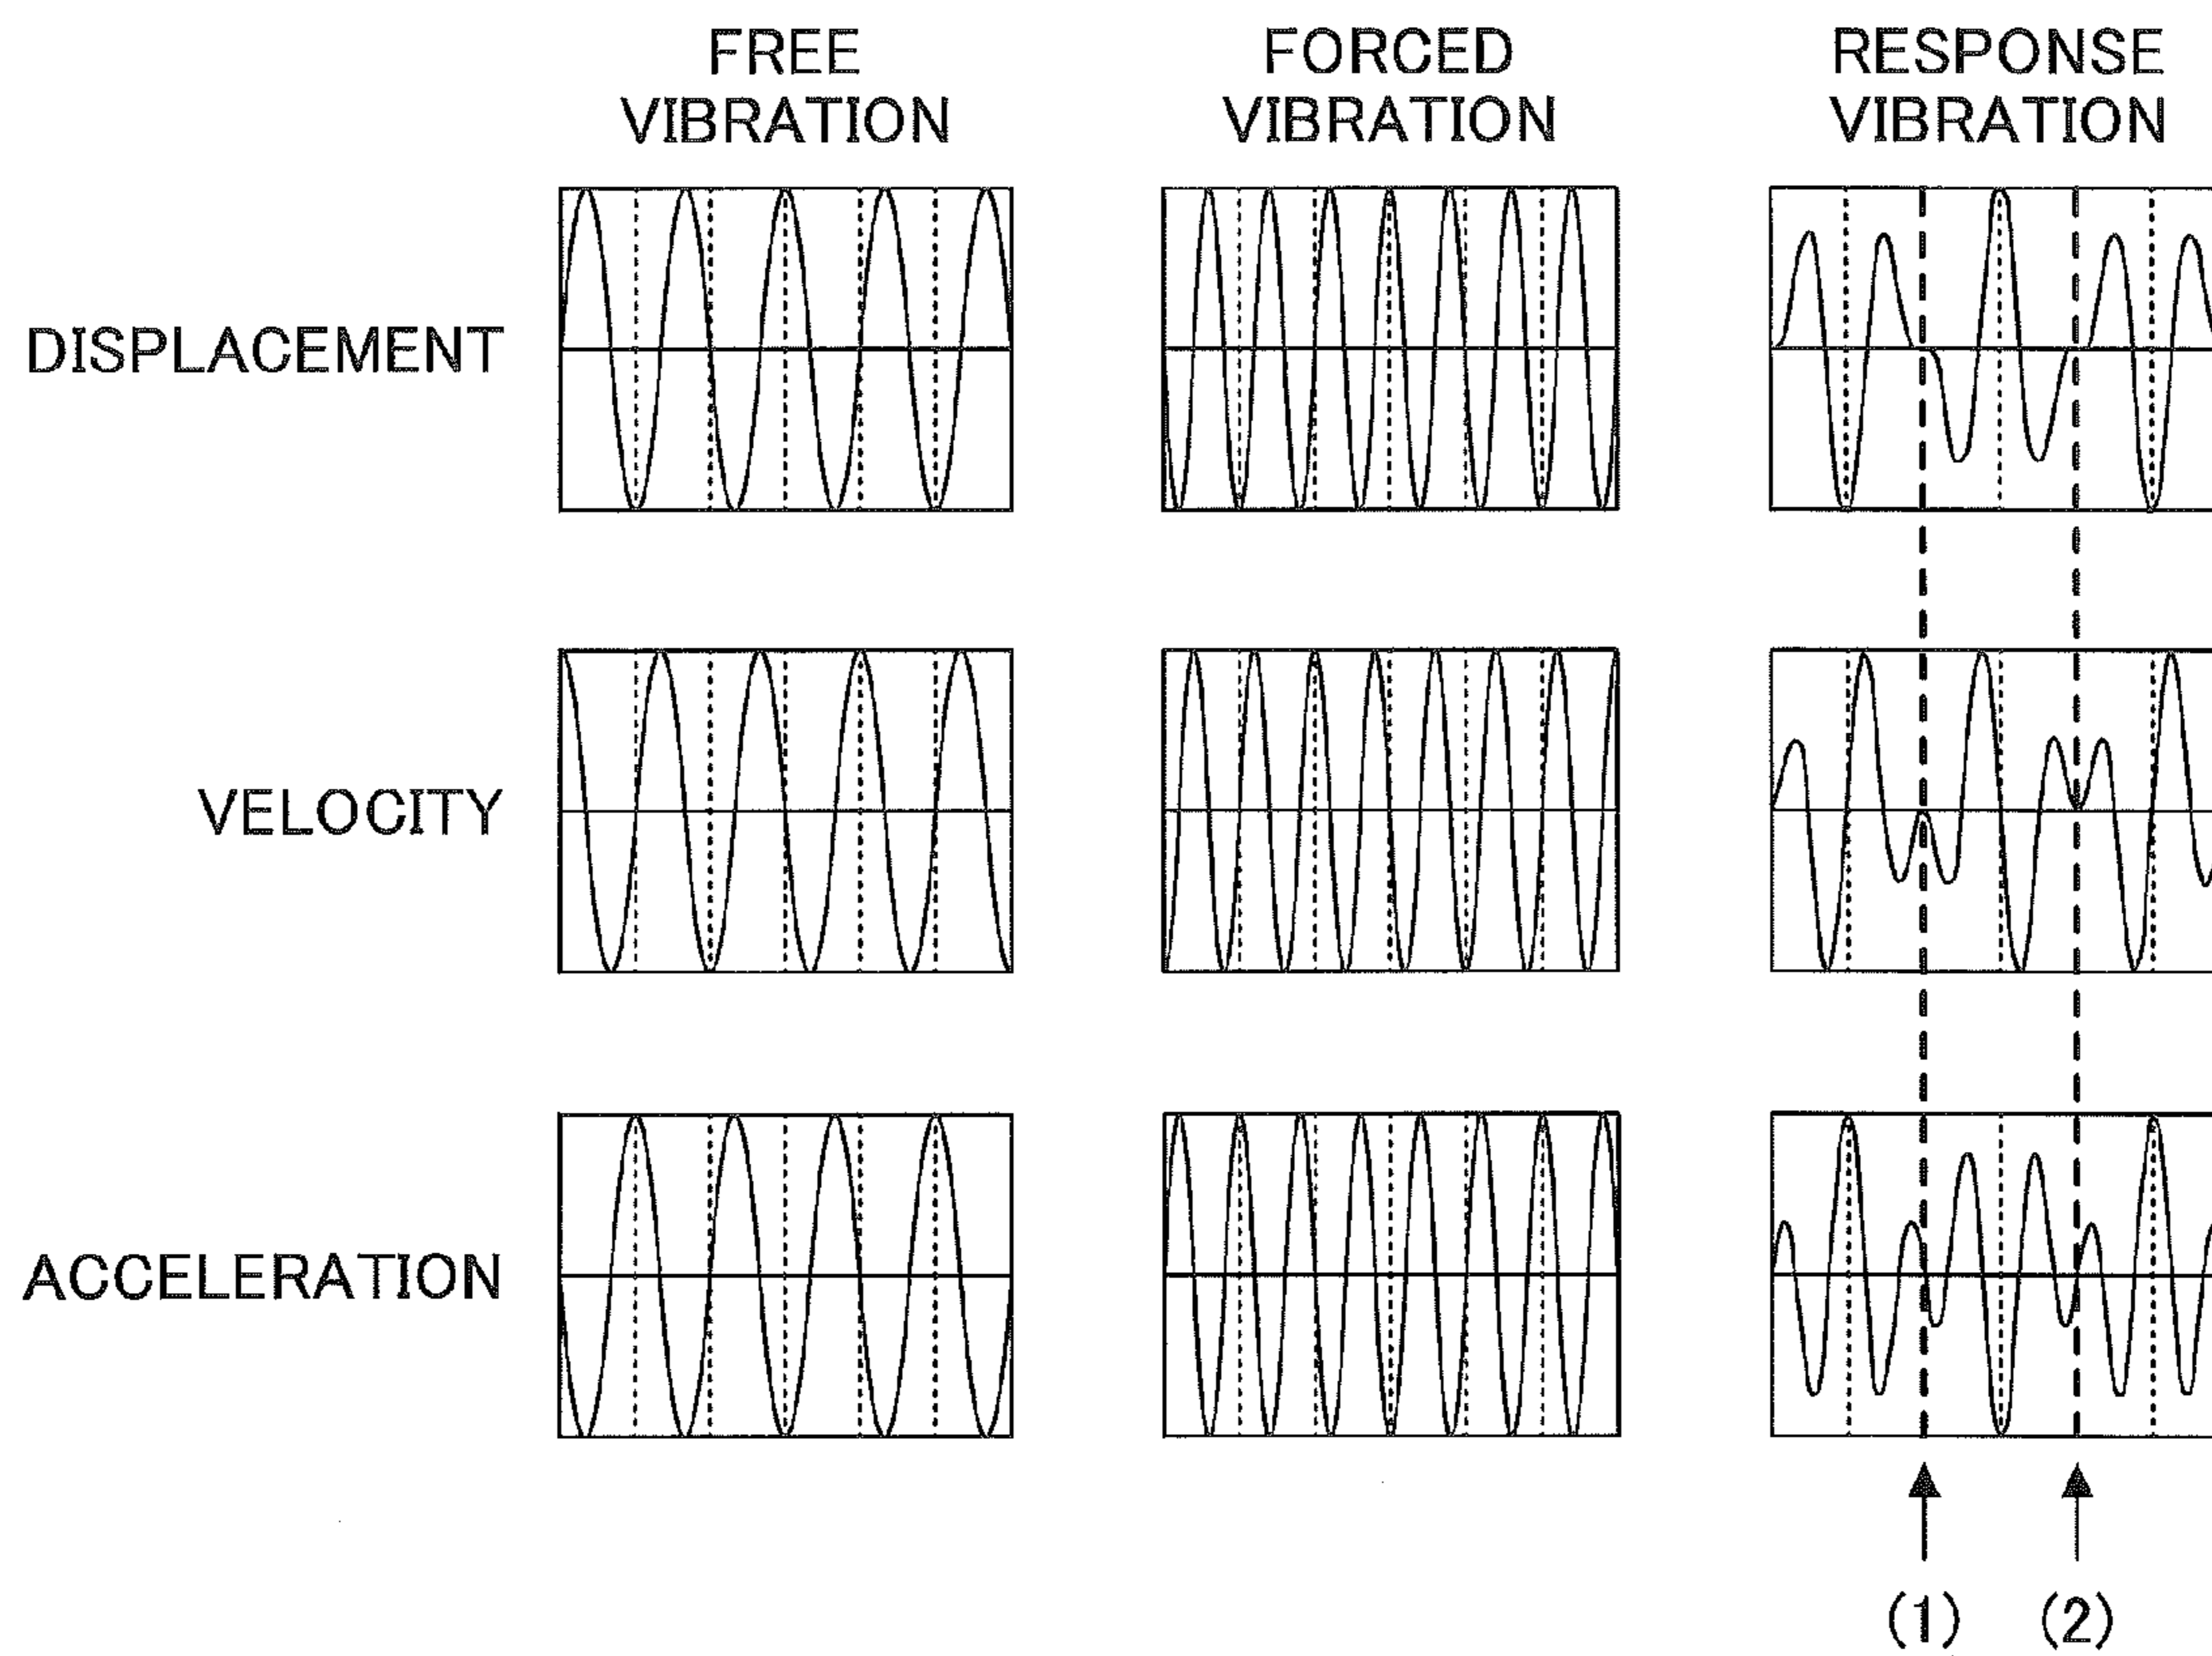 FREE
VIBRATION
FORCED
VIBRATION
RESPONSE
VIBRATION
DISPLACEMENT
VELOCITY
ACCELERATION
(1)
(2)